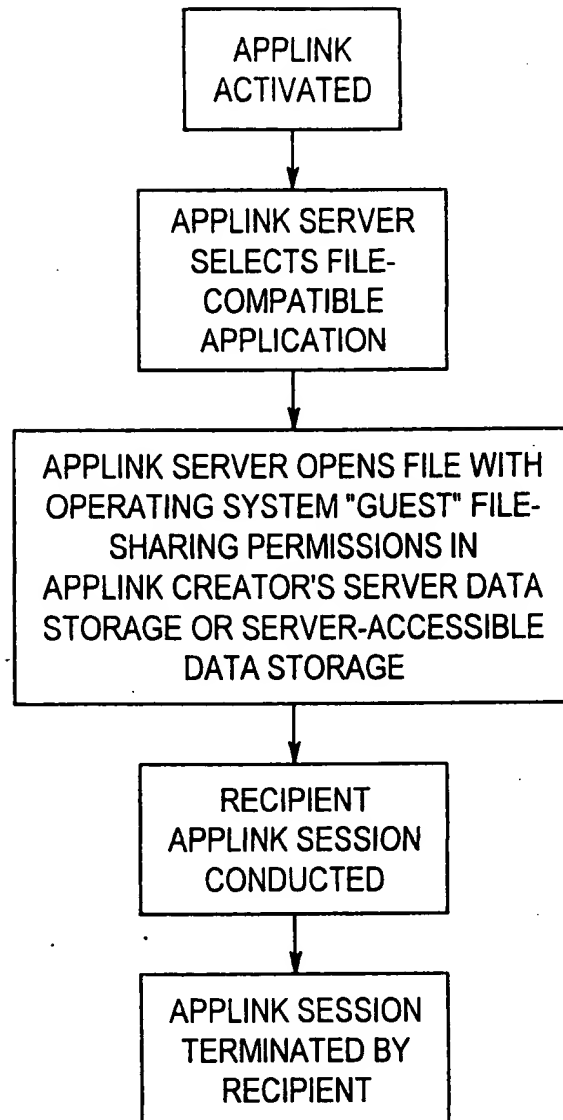 APPLINK
ACTIVATED
APPLINK SERVER
SELECTS FILE-
COMPATIBLE
APPLICATION
APPLINK SERVER OPENS FILE WITH
OPERATING SYSTEM "GUEST" FILE-
SHARING PERMISSIONS IN
APPLINK CREATOR'S SERVER DATA
STORAGE OR SERVER-ACCESSIBLE
DATA STORAGE
RECIPIENT
APPLINK SESSION
CONDUCTED
APPLINK SESSION
TERMINATED BY
RECIPIENT